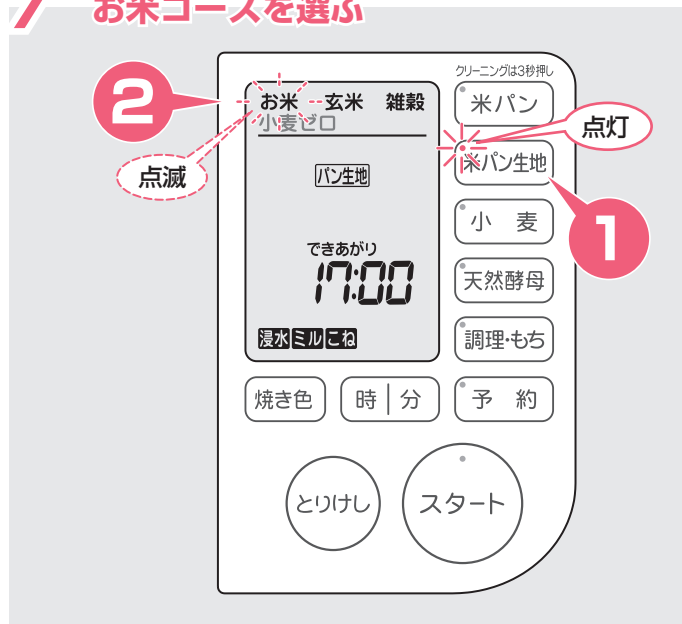 7 お米コースを選ぶ
クリーニングは3秒押し
2
お米 玄米 雑穀
小麦ゼロ
米パン
点灯
点滅
パン生地
米パン生地
1
小 麦
できあがり
17:00
天然酵母
浸水 ミル こね
調理・もち
焼き色
時 | 分
予 約
とりけし
スタート